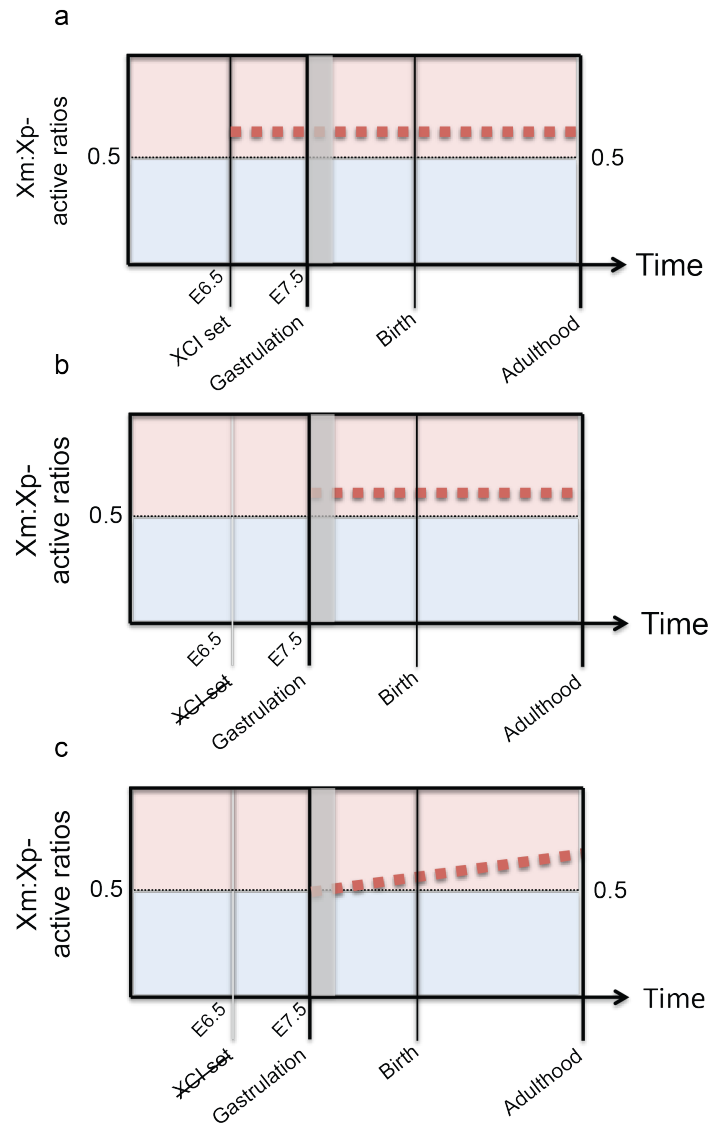 a
Xm:Xp-
active ratios
0.5
0.5
Time
E6.5
XCI set
E7.5
Gastrulation
Birth
Adulthood
b
Xm:Xp-
active ratios
0.5
Time
E6.5
XCI set
E7.5
Gastrulation
Birth
Adulthood
c
Xm:Xp-
active ratios
0.5
0.5
Time
E6.5
XCI set
E7.5
Gastrulation
Birth
Adulthood